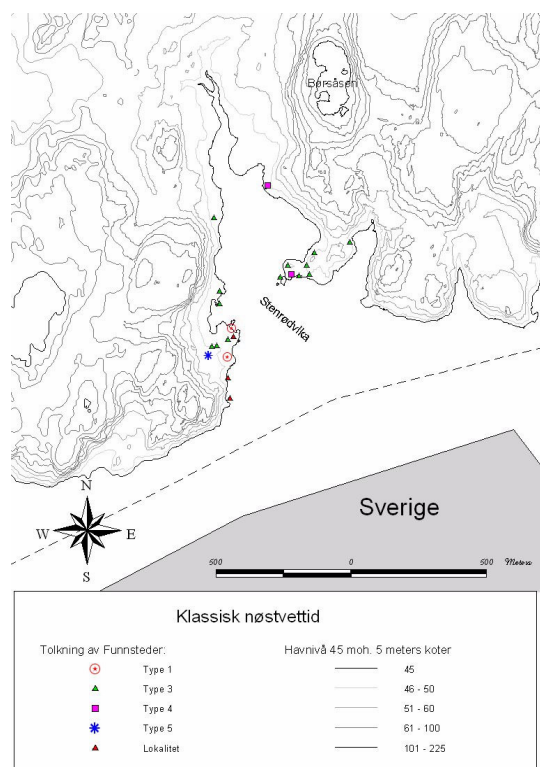 Børsåsen
Stenrødvika
N
W E
S
Sverige
500 0 500 Meters
Klassisk nøstvettid
Tolkning av Funnsteder: Havnivå 45 moh. 5 meters koter
Type 1 45
Type 3 46 - 50
Type 4 51 - 60
Type 5 61 - 100
Lokalitet 101 - 225